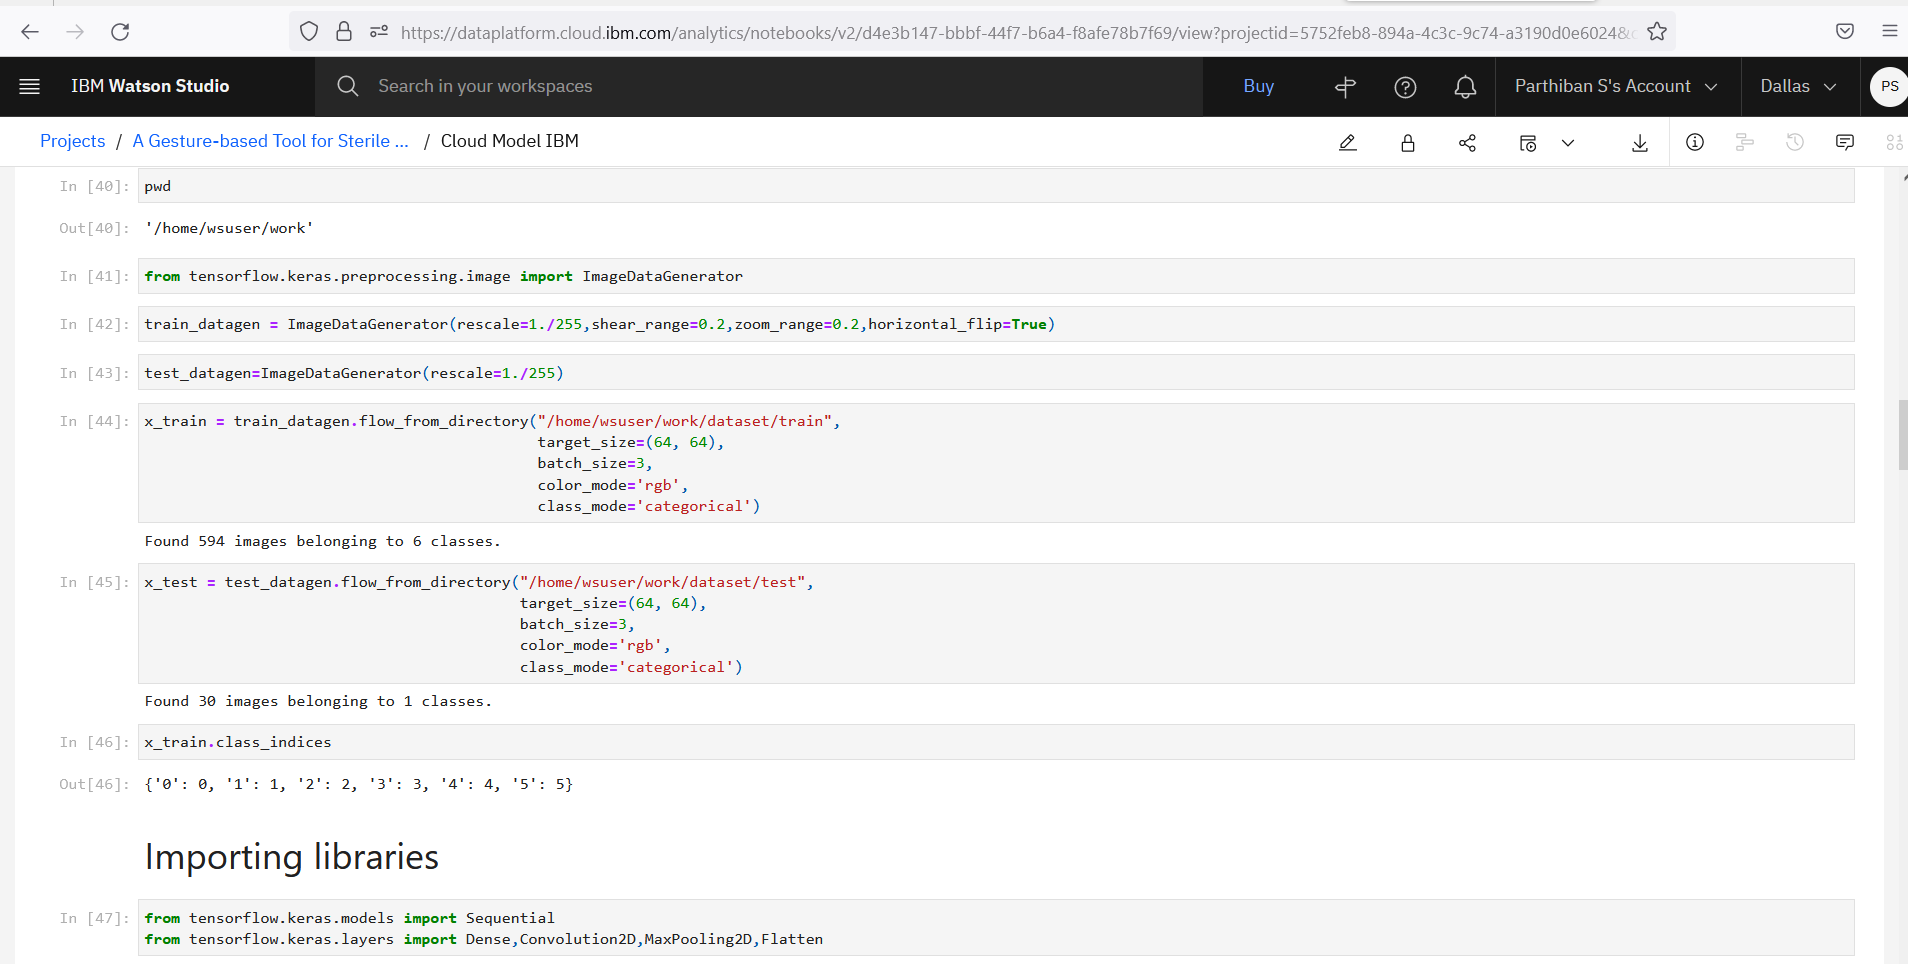 https://dataplatform.cloud.ibm.com/analytics/notebooks/v2/d4e3b147-bbbf-44f7-b6a4-f8afe78b7f69/view?projectid=5752feb8-894a-4c3c-9c74-a3190d0e6024&
IBM Watson Studio
Search in your workspaces
Buy
Parthiban S's Account
Dallas
PS
Projects / A Gesture-based Tool for Sterile ... / Cloud Model IBM
In [40]: pwd
Out[40]: '/home/wsuser/work'
In [41]: from tensorflow.keras.preprocessing.image import ImageDataGenerator
In [42]: train_datagen = ImageDataGenerator(rescale=1./255,shear_range=0.2,zoom_range=0.2,horizontal_flip=True)
In [43]: test_datagen=ImageDataGenerator(rescale=1./255)
In [44]: x_train = train_datagen.flow_from_directory("/home/wsuser/work/dataset/train",
target_size=(64, 64),
batch_size=3,
color_mode='rgb',
class_mode='categorical')
Found 594 images belonging to 6 classes.
In [45]: x_test = test_datagen.flow_from_directory("/home/wsuser/work/dataset/test",
target_size=(64, 64),
batch_size=3,
color_mode='rgb',
class_mode='categorical')
Found 30 images belonging to 1 classes.
In [46]: x_train.class_indices
Out[46]: {'0': 0, '1': 1, '2': 2, '3': 3, '4': 4, '5': 5}
Importing libraries
In [47]: from tensorflow.keras.models import Sequential
from tensorflow.keras.layers import Dense,Convolution2D,MaxPooling2D,Flatten